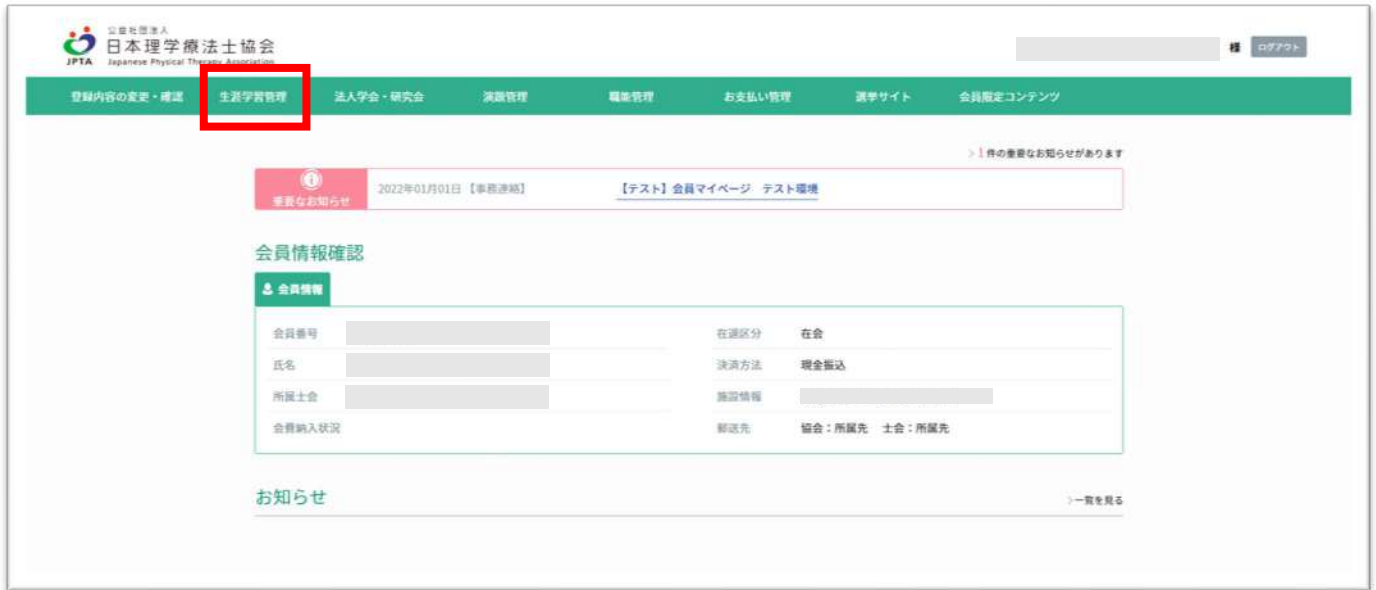 公益社団法人
日本理学療法士協会
JPTA Japanese Physical Therapy Association
様 ログアウト
登録内容の変更・確認 生涯学習管理 法人学会・研究会 演題管理 職能管理 お支払い管理 選挙サイト 会員限定コンテンツ
>1件の重要なお知らせがあります
重要なお知らせ 2022年01月01日【事務連絡】 【テスト】会員マイページ テスト環境
会員情報確認
会員情報
会員番号 在退区分 在会
氏名 決済方法 現金振込
所属士会 施設情報
会費納入状況 郵送先 協会:所属先 士会:所属先
お知らせ >一覧を見る